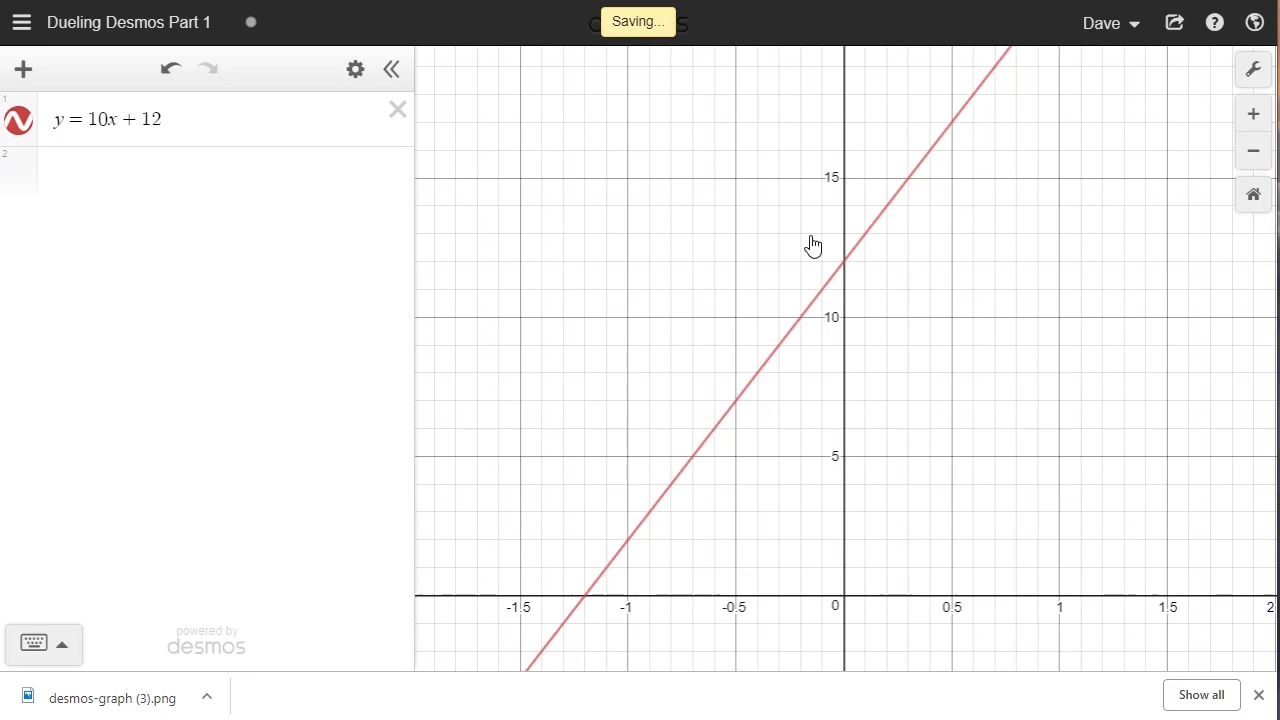 Dueling Desmos Part 1
Saving...
Dave
1
y = 10x + 12
2
15
10
5
-1.5
-1
-0.5
0
0.5
1
1.5
2
powered by
desmos
desmos-graph (3).png
Show all